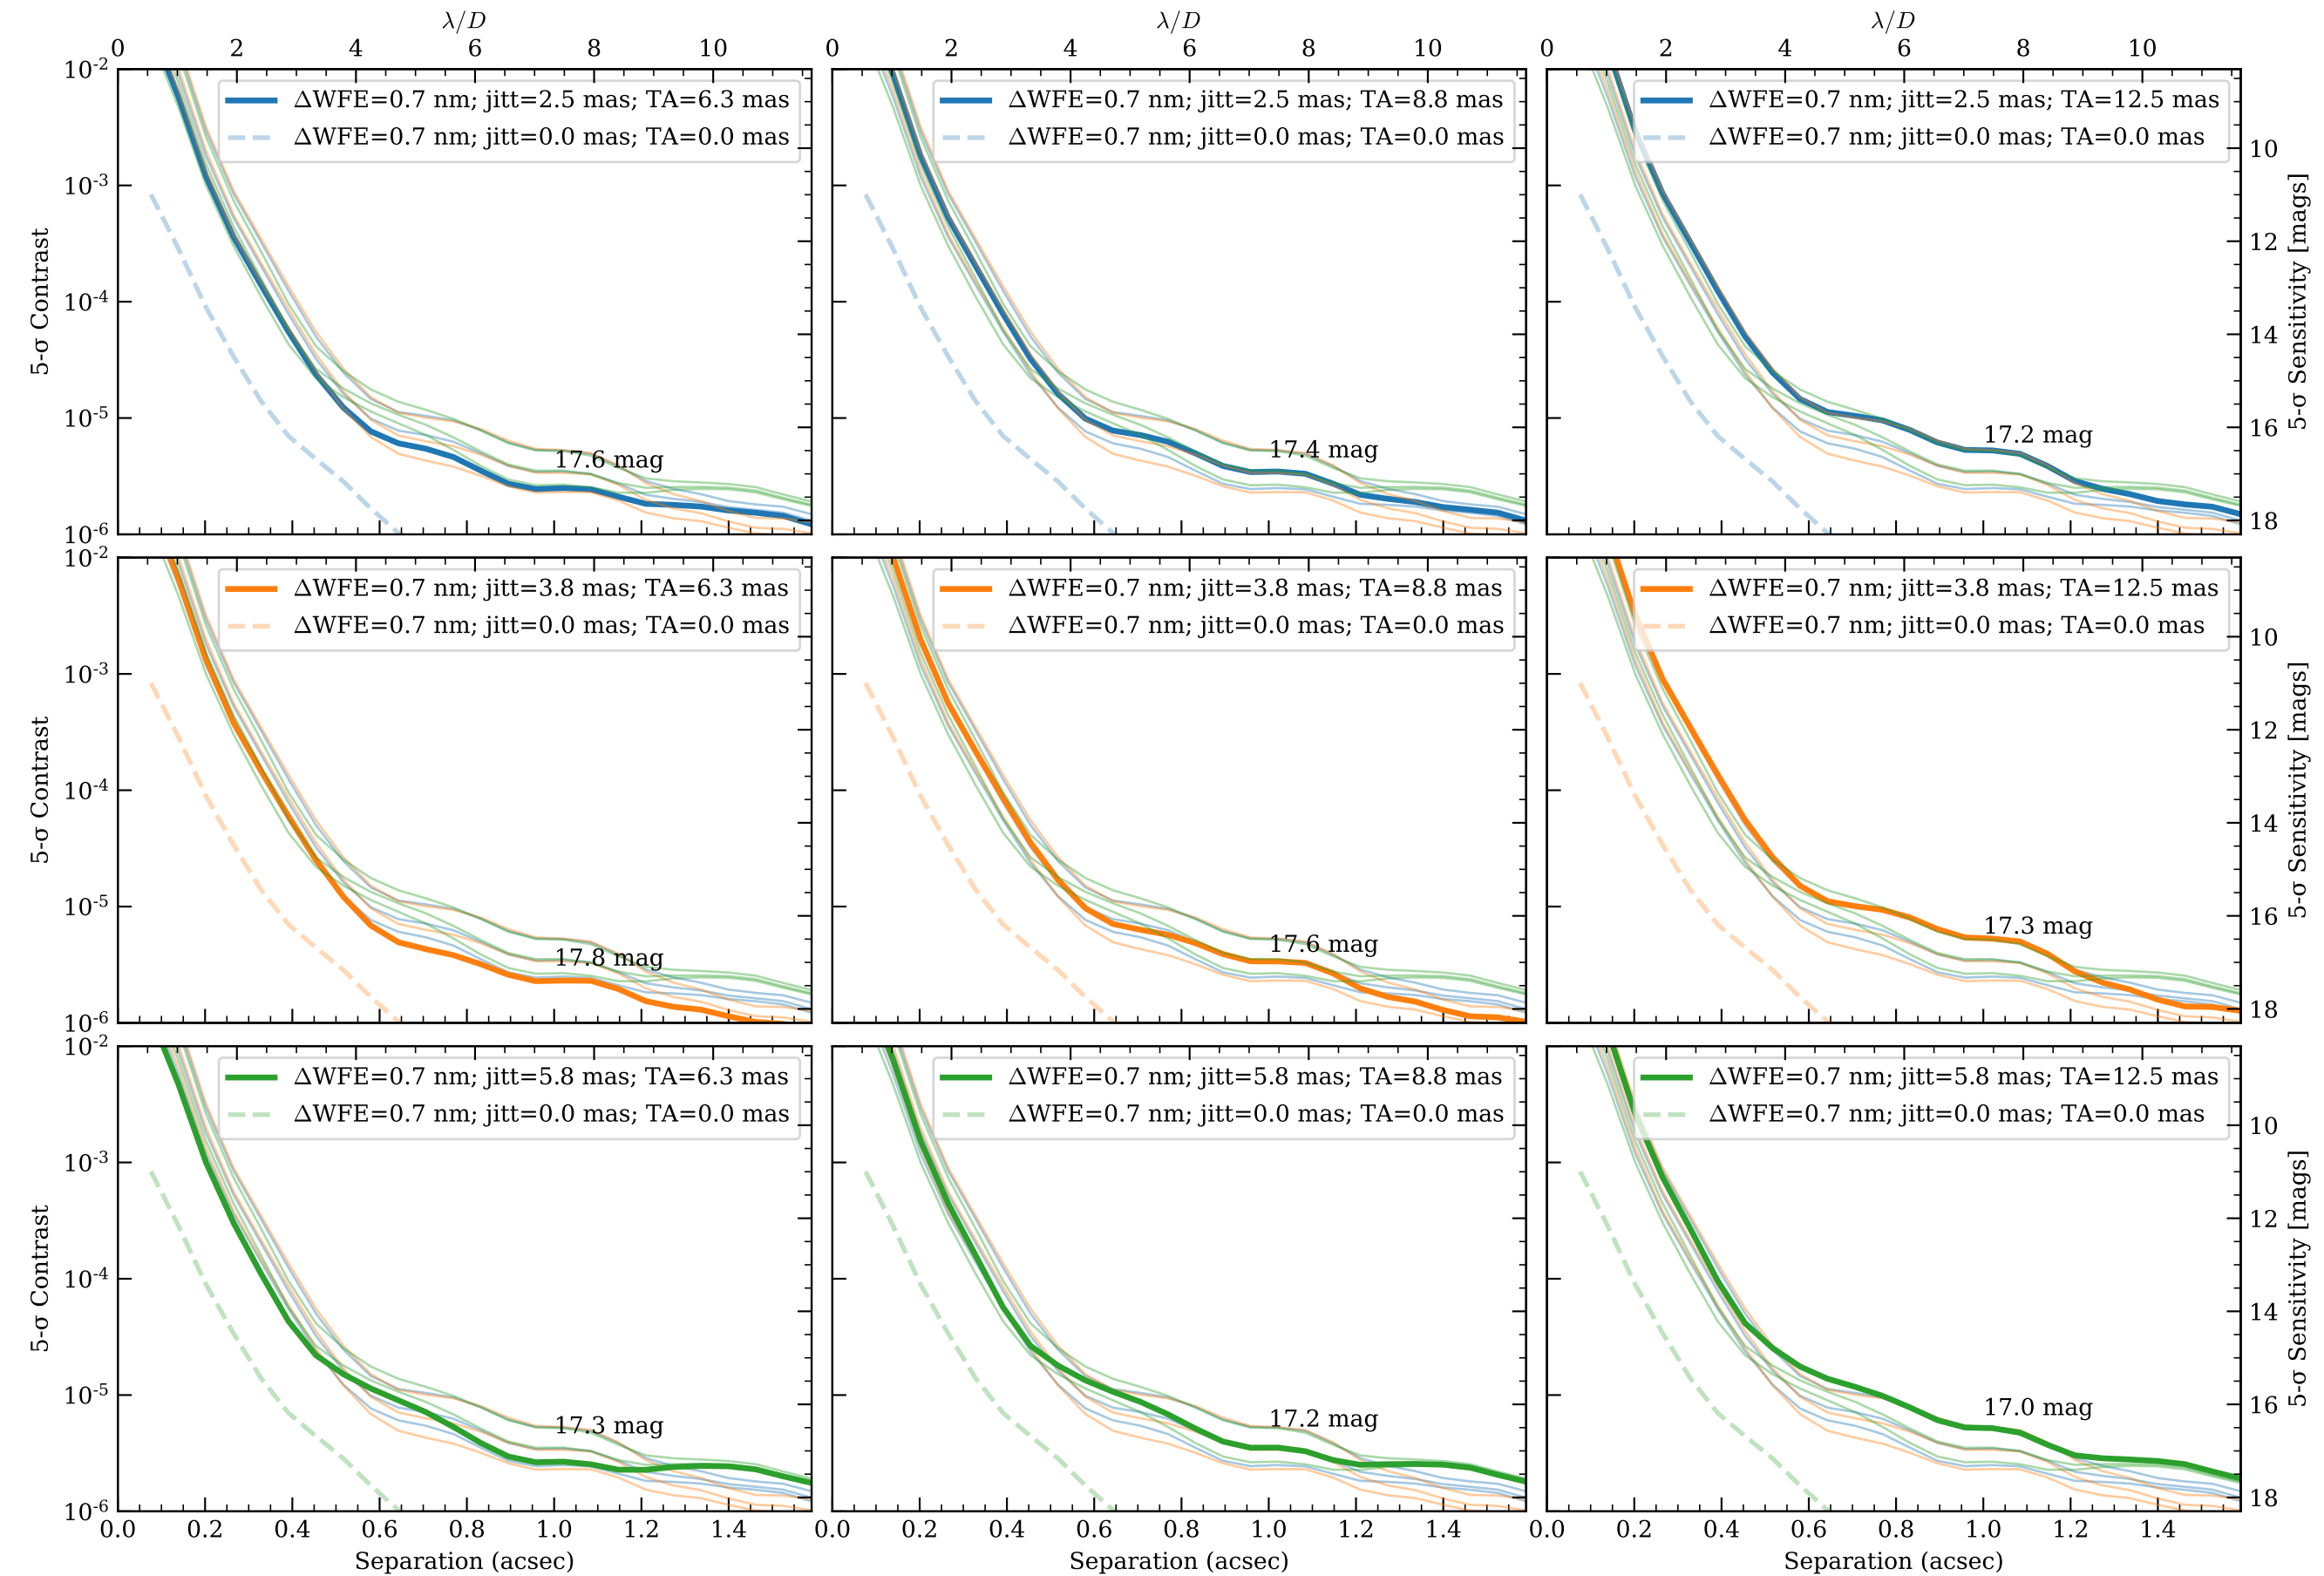 λ/D λ/D λ/D
0 2 4 6 8 10 0 2 4 6 8 10 0 2 4 6 8 10
10-2
ΔWFE=0.7 nm; jitt=2.5 mas; TA=6.3 mas
ΔWFE=0.7 nm; jitt=0.0 mas; TA=0.0 mas
ΔWFE=0.7 nm; jitt=2.5 mas; TA=8.8 mas
ΔWFE=0.7 nm; jitt=0.0 mas; TA=0.0 mas
ΔWFE=0.7 nm; jitt=2.5 mas; TA=12.5 mas
ΔWFE=0.7 nm; jitt=0.0 mas; TA=0.0 mas
10-3
10-4
10-5
10-6
5-σ Contrast
17.6 mag
17.4 mag
17.2 mag
10
12
14
16
18
5-σ Sensitivity [mags]
10-2
ΔWFE=0.7 nm; jitt=3.8 mas; TA=6.3 mas
ΔWFE=0.7 nm; jitt=0.0 mas; TA=0.0 mas
ΔWFE=0.7 nm; jitt=3.8 mas; TA=8.8 mas
ΔWFE=0.7 nm; jitt=0.0 mas; TA=0.0 mas
ΔWFE=0.7 nm; jitt=3.8 mas; TA=12.5 mas
ΔWFE=0.7 nm; jitt=0.0 mas; TA=0.0 mas
10-3
10-4
10-5
10-6
5-σ Contrast
17.8 mag
17.6 mag
17.3 mag
10
12
14
16
18
5-σ Sensitivity [mags]
10-2
ΔWFE=0.7 nm; jitt=5.8 mas; TA=6.3 mas
ΔWFE=0.7 nm; jitt=0.0 mas; TA=0.0 mas
ΔWFE=0.7 nm; jitt=5.8 mas; TA=8.8 mas
ΔWFE=0.7 nm; jitt=0.0 mas; TA=0.0 mas
ΔWFE=0.7 nm; jitt=5.8 mas; TA=12.5 mas
ΔWFE=0.7 nm; jitt=0.0 mas; TA=0.0 mas
10-3
10-4
10-5
10-6
5-σ Contrast
17.3 mag
17.2 mag
17.0 mag
10
12
14
16
18
5-σ Sensitivity [mags]
0.0 0.2 0.4 0.6 0.8 1.0 1.2 1.4 0.0 0.2 0.4 0.6 0.8 1.0 1.2 1.4 0.0 0.2 0.4 0.6 0.8 1.0 1.2 1.4
Separation (acsec) Separation (acsec) Separation (acsec)